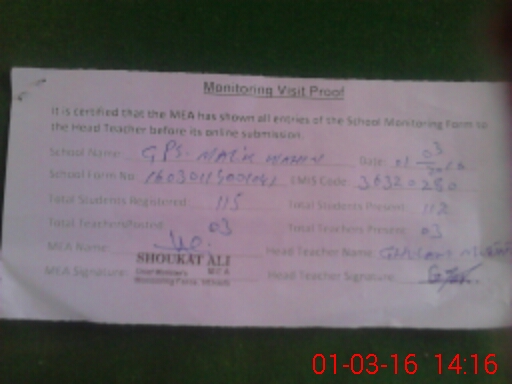 Monitoring Visit Proof
It is certified that the MEA has shown all entries of the School Monitoring Form to
the Head Teacher before its online submission.
School Name: GPS. MALIK Date: 01 03
School Form No: EMIS Code: 36320280
Total Students Registered: 115 Total Students Present: 112
Total Teachers Posted: 03 Total Teachers Present: 03
MEA Name: Head Teacher Name:
SHOUKAT ALI
MEA Signature: M E A Head Teacher Signature:
01-03-16 14:16